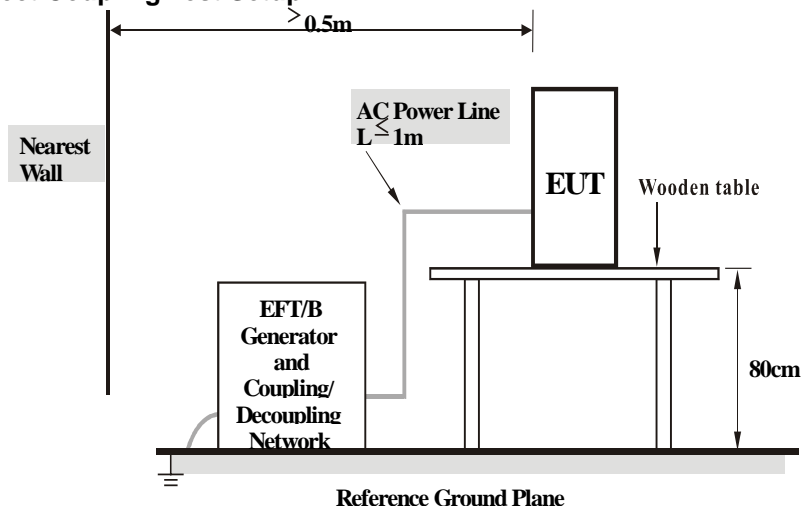 > 0.5m
AC Power Line
L ≤ 1m
Nearest
Wall
EUT
Wooden table
EFT/B
Generator
and
Coupling/
Decoupling
Network
80cm
Reference Ground Plane